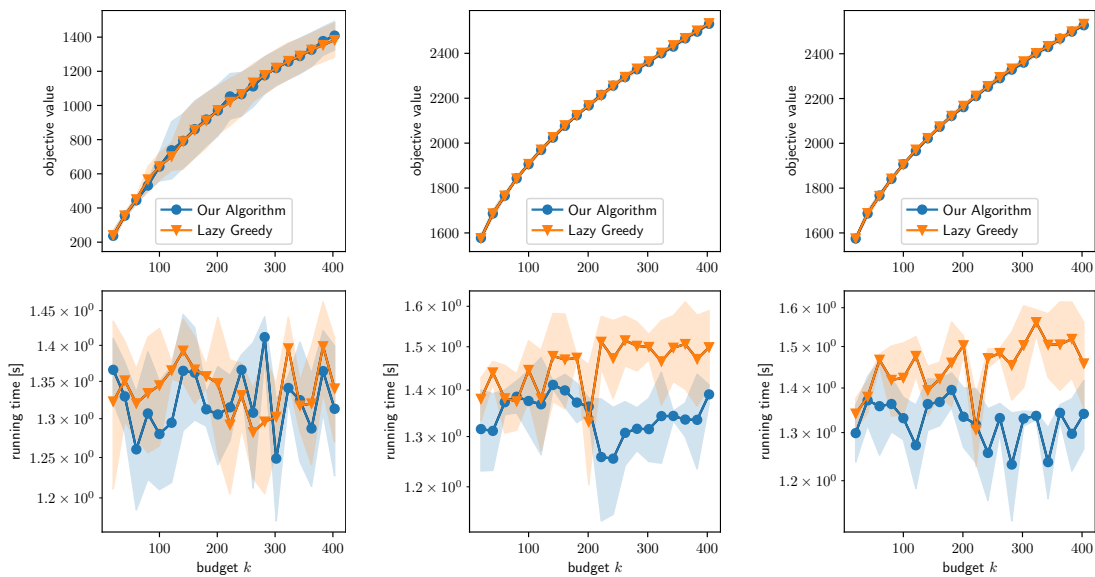 1400
1200
1000
800
600
400
200
objective value
100 200 300 400
Our Algorithm
Lazy Greedy
2400
2200
2000
1800
1600
objective value
100 200 300 400
Our Algorithm
Lazy Greedy
2400
2200
2000
1800
1600
objective value
100 200 300 400
Our Algorithm
Lazy Greedy
1.45 × 10⁰
1.4 × 10⁰
1.35 × 10⁰
1.3 × 10⁰
1.25 × 10⁰
1.2 × 10⁰
running time [s]
100 200 300 400
budget k
1.6 × 10⁰
1.5 × 10⁰
1.4 × 10⁰
1.3 × 10⁰
1.2 × 10⁰
running time [s]
100 200 300 400
budget k
1.6 × 10⁰
1.5 × 10⁰
1.4 × 10⁰
1.3 × 10⁰
1.2 × 10⁰
running time [s]
100 200 300 400
budget k